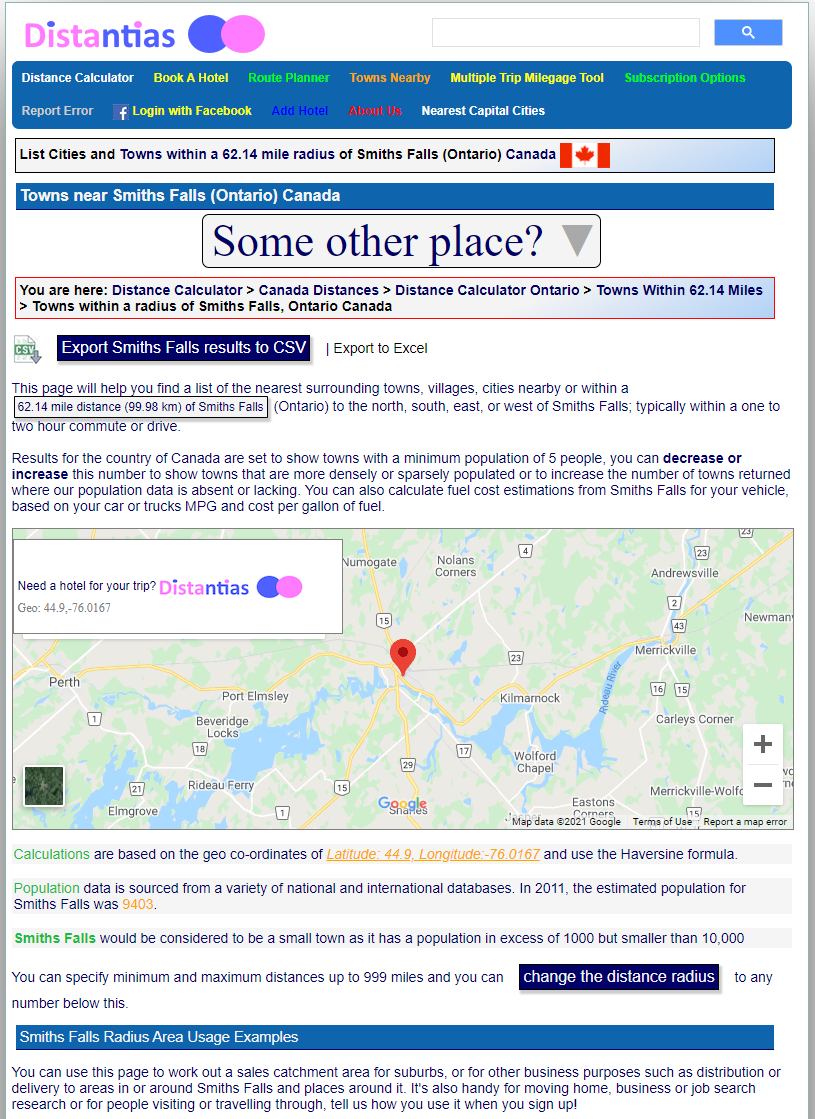 Distantias
Distance Calculator Book A Hotel Route Planner Towns Nearby Multiple Trip Milegage Tool Subscription Options
Report Error Login with Facebook Add Hotel About Us Nearest Capital Cities
List Cities and Towns within a 62.14 mile radius of Smiths Falls (Ontario) Canada
Towns near Smiths Falls (Ontario) Canada
Some other place? ▼
You are here: Distance Calculator > Canada Distances > Distance Calculator Ontario > Towns Within 62.14 Miles
> Towns within a radius of Smiths Falls, Ontario Canada
CSV Export Smiths Falls results to CSV | Export to Excel
This page will help you find a list of the nearest surrounding towns, villages, cities nearby or within a
62.14 mile distance (99.98 km) of Smiths Falls (Ontario) to the north, south, east, or west of Smiths Falls; typically within a one to
two hour commute or drive.
Results for the country of Canada are set to show towns with a minimum population of 5 people, you can decrease or
increase this number to show towns that are more densely or sparsely populated or to increase the number of towns returned
where our population data is absent or lacking. You can also calculate fuel cost estimations from Smiths Falls for your vehicle,
based on your car or trucks MPG and cost per gallon of fuel.
Need a hotel for your trip? Distantias
Geo: 44.9,-76.0167
23
4
23
Numogate
Nolans
Corners
Andrewsville
2
15
43
Newman
Merrickville
23
Perth
16 15
Port Elmsley
Kilmarnock
Rideau River
1
Beveridge
Locks
Carleys Corner
18
17
+
29
Wolford
Chapel
Rideau Ferry
21
15
Merrickville-Wolfo
−
Elmgrove
1
Google
Eastons
Corners
15
Map data ©2021 Google Terms of Use Report a map error
Calculations are based on the geo co-ordinates of Latitude: 44.9, Longitude:-76.0167 and use the Haversine formula.
Population data is sourced from a variety of national and international databases. In 2011, the estimated population for
Smiths Falls was 9403.
Smiths Falls would be considered to be a small town as it has a population in excess of 1000 but smaller than 10,000
You can specify minimum and maximum distances up to 999 miles and you can change the distance radius to any
number below this.
Smiths Falls Radius Area Usage Examples
You can use this page to work out a sales catchment area for suburbs, or for other business purposes such as distribution or
delivery to areas in or around Smiths Falls and places around it. It's also handy for moving home, business or job search
research or for people visiting or travelling through, tell us how you use it when you sign up!